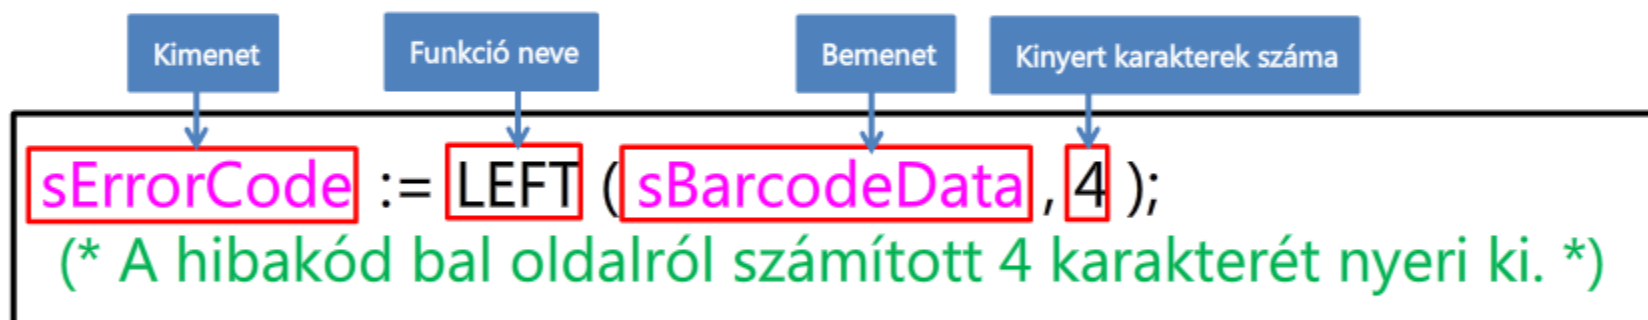 Kimenet
Funkció neve
Bemenet
Kinyert karakterek száma
sErrorCode := LEFT ( sBarcodeData , 4 );
(* A hibakód bal oldalról számított 4 karakterét nyeri ki. *)